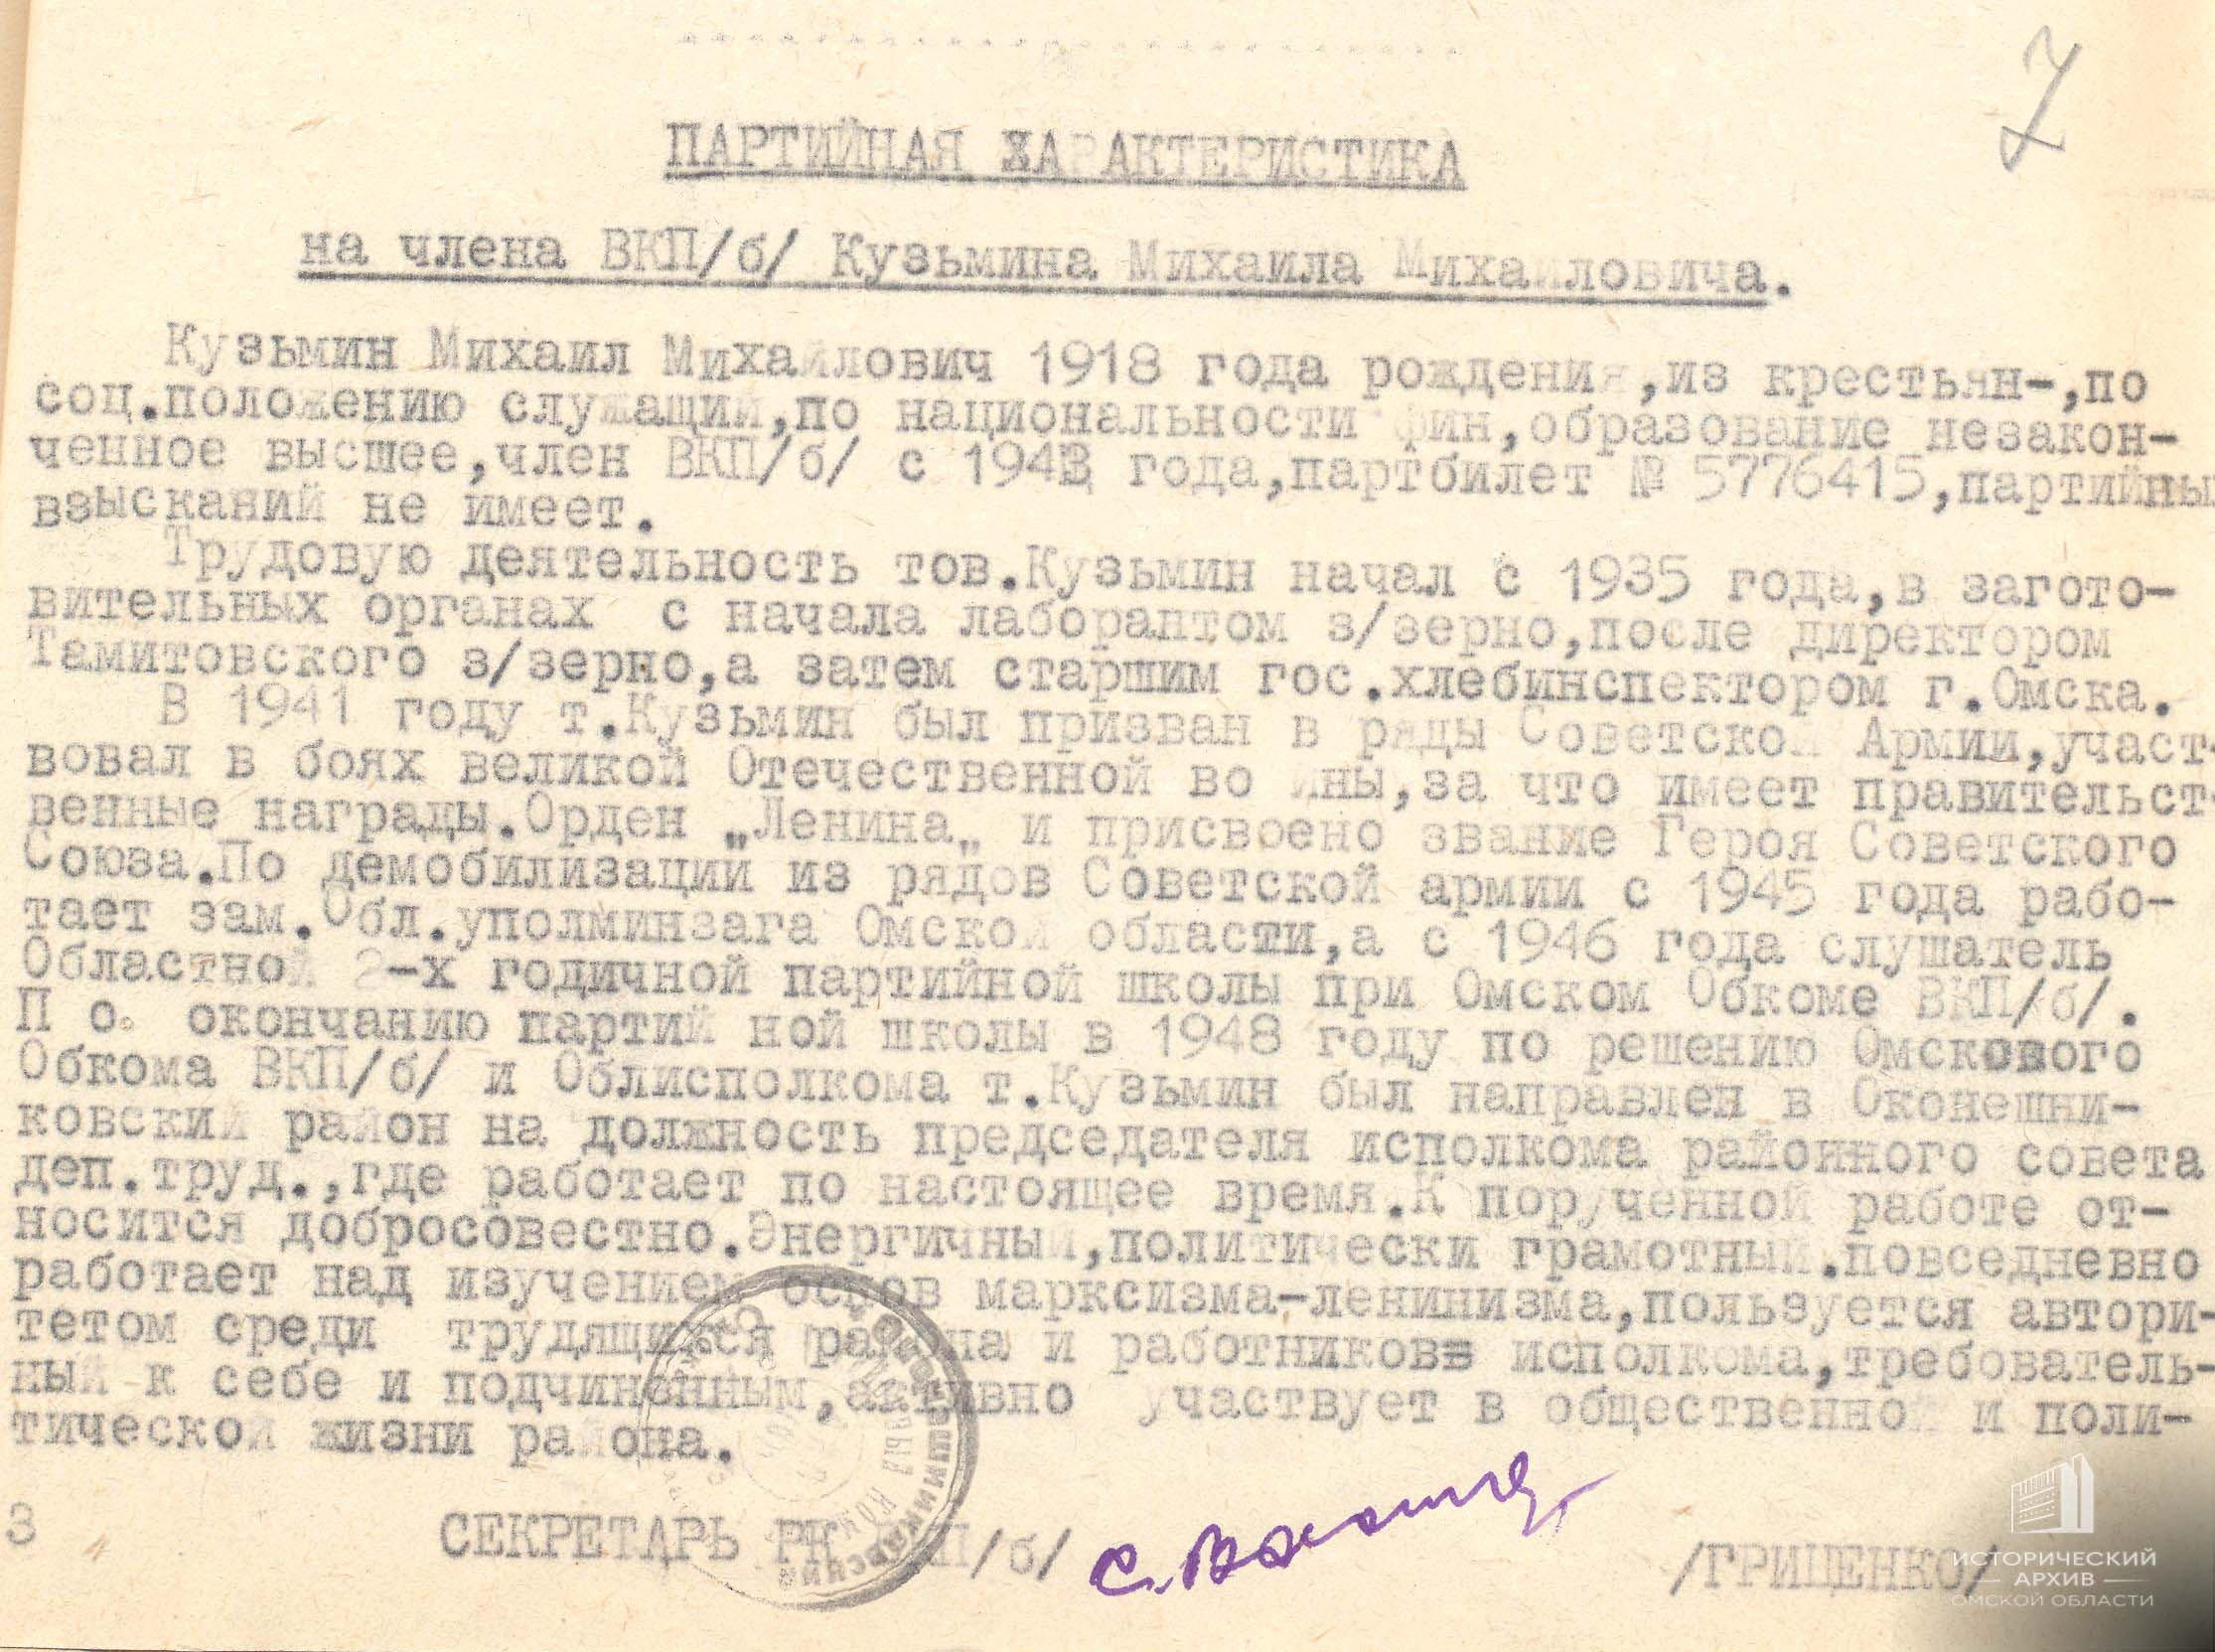 7
ПАРТИЙНАЯ ХАРАКТЕРИСТИКА
на члена ВКП/б/ Кузьмина Михаила Михайловича.
Кузьмин Михаил Михайлович 1918 года рождения,из крестьян-,по
соц.положению служащий,по национальности фин,образование незакон-
ченное высшее,член ВКП/б/ с года,партбилет № 5776415,партийны
взысканий не имеет.
Трудовую деятельность тов.Кузьмин начал с 1935 года,в загото-
вительных органах с начала лаборантом з/зерно,после директором
Тамитовского з/зерно,а затем старшим гос.хлебинспектором г.Омска.
В 1941 году т.Кузьмин был призван в ряды Советской Армии,участ-
вовал в боях великой Отечественной во йны,за что имеет правительст-
венные награды.Орден „Ленина„ и присвоено звание Героя Советского
Союза.По демобилизации из рядов Советской армии с 1945 года рабо-
тает зам.Обл.уполминзага Омской области,а с 1946 года слушатель
Областной 2-х годичной партийной школы при Омском Обкоме ВКП/б/.
П о. окончанию партий ной школы в 1948 году по решению Омскового
Обкома ВКП/б/ и Облисполкома т.Кузьмин был направлен в Оконешни-
ковский район на должность председателя исполкома районного совета
деп.труд.,где работает по настоящее время.К порученной работе от-
носится добросовестно.Энергичный,политически грамотный.повседневно
работает над изучением основ марксизма-ленинизма,пользуется автори-
тетом среди трудящихся района и работников исполкома,требователь-
ный к себе и подчиненным,активно участвует в общественной и поли-
тической жизни района.
3
СЕКРЕТАРЬ РК ВКП/б/
/ГРИЦЕНКО/
ИСТОРИЧЕСКИЙ
АРХИВ
ОМСКОЙ ОБЛАСТИ